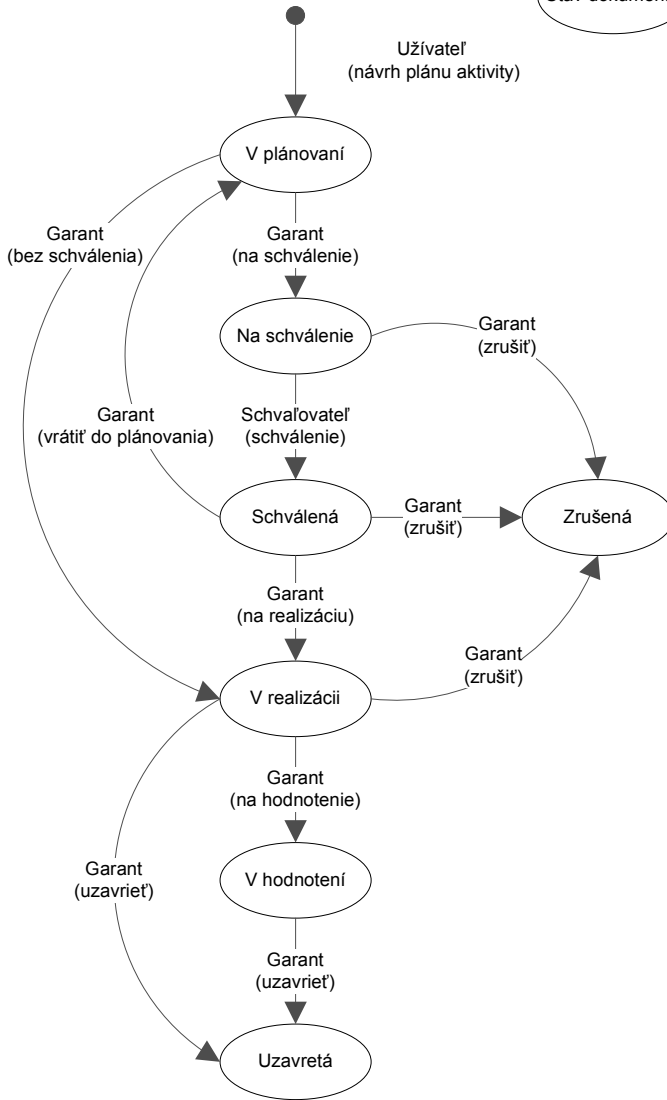 Užívateľ
(návrh plánu aktivity)
V plánovaní
Garant
(bez schválenia)
Garant
(na schválenie)
Na schválenie
Garant
(zrušiť)
Garant
(vrátiť do plánovania)
Schvaľovateľ
(schválenie)
Schválená
Garant
(zrušiť)
Zrušená
Garant
(na realizáciu)
Garant
(zrušiť)
V realizácii
Garant
(na hodnotenie)
Garant
(uzavrieť)
V hodnotení
Garant
(uzavrieť)
Uzavretá